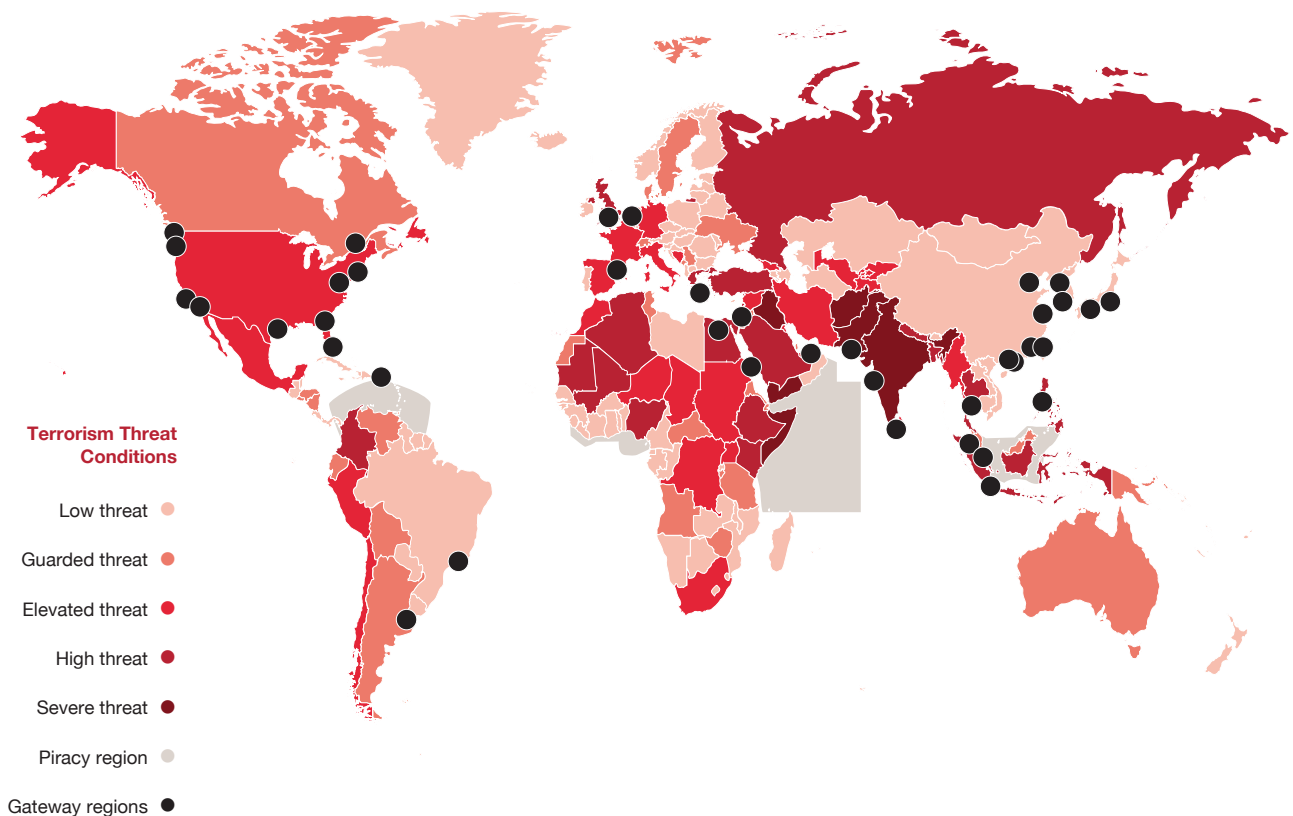 Terrorism Threat
Conditions
Low threat
Guarded threat
Elevated threat
High threat
Severe threat
Piracy region
Gateway regions